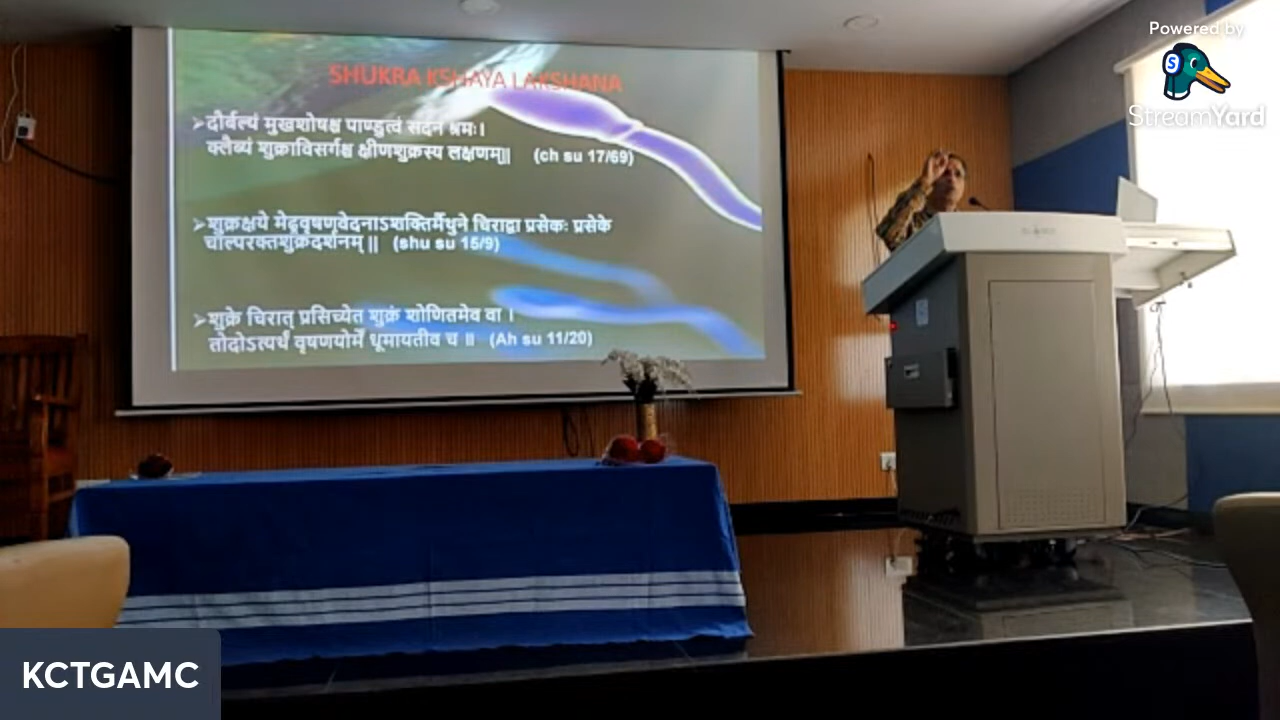 SHUKRA KSHAYA LAKSHANA
➢दौर्बल्यं मुखशोषश्च पाण्डुत्वं सदनं श्रमः।
क्लैब्यं शुक्राविसर्गश्च क्षीणशुक्रस्य लक्षणम्॥ (ch su 17/69)
➢शुक्रक्षये मेढ्रवृषणवेदनाऽशक्तिर्मैथुने चिराद्वा प्रसेकः प्रसेके
चाल्परक्तशुक्रदर्शनम् ॥ (shu su 15/9)
➢शुक्रे चिरात् प्रसिच्येत शुक्रं शोणितमेव वा ।
तोदोऽत्यर्थं वृषणयोर्मेढ्रं धूमायतीव च ॥ (Ah su 11/20)
Powered by
StreamYard
KCTGAMC